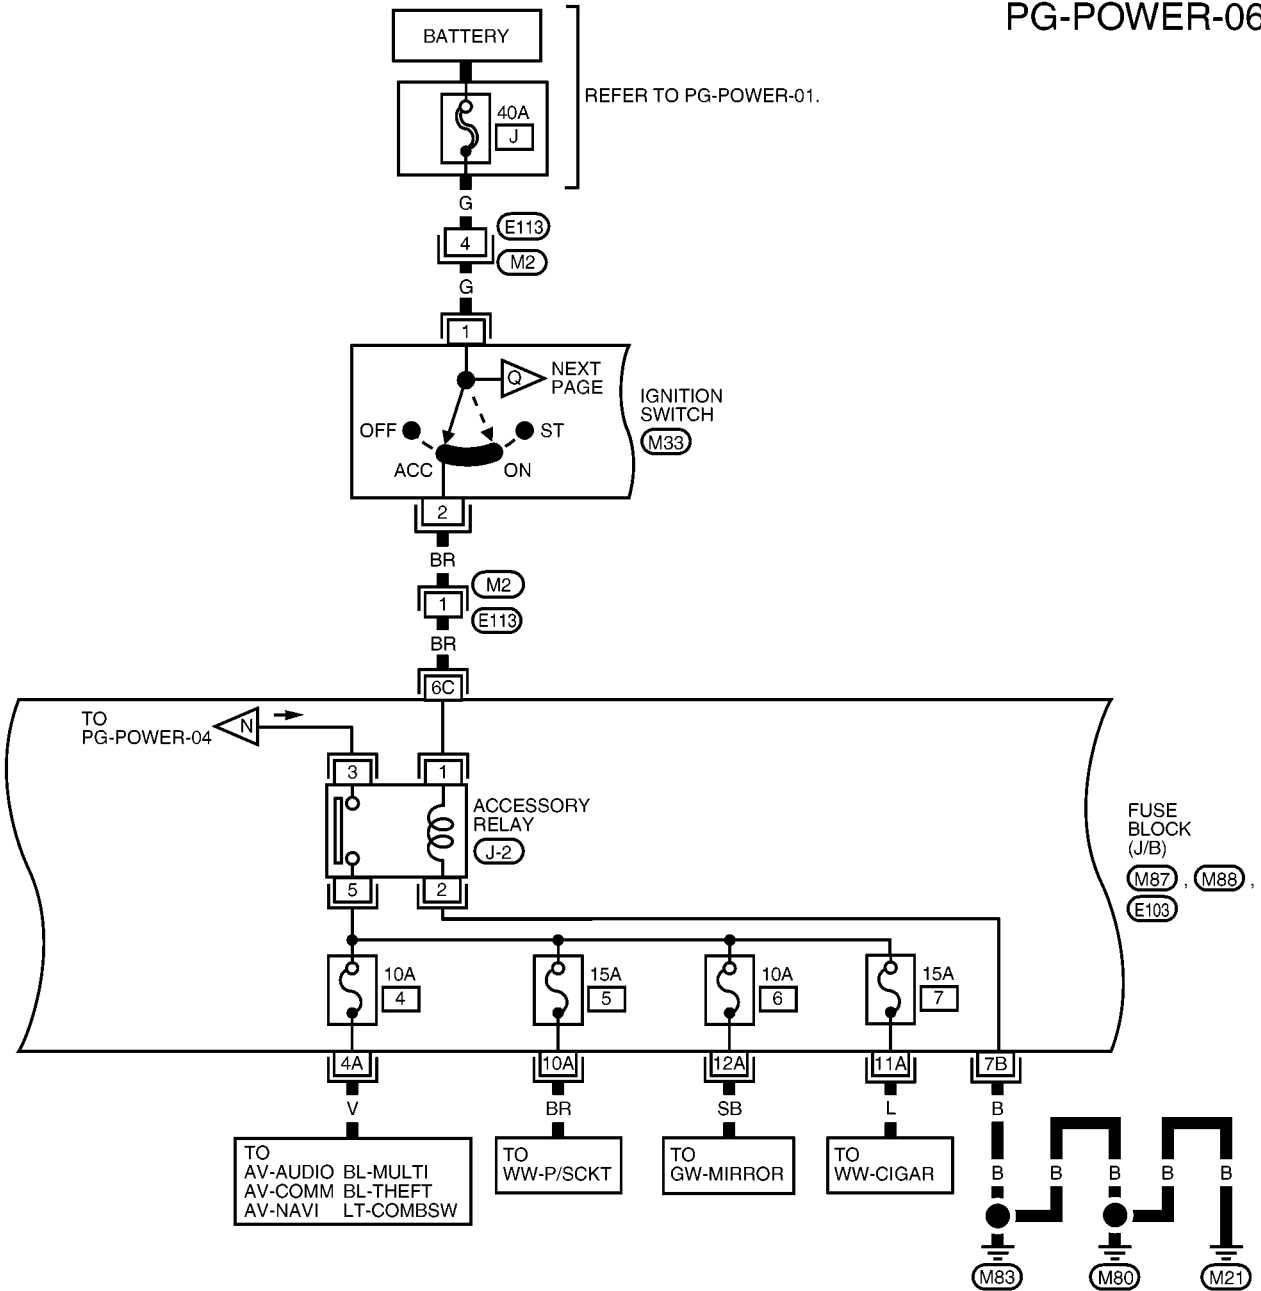 PG-POWER-06
BATTERY
REFER TO PG-POWER-01.
40A
J
G
4
E113
M2
G
1
Q
NEXT
PAGE
IGNITION
SWITCH
M33
OFF
ST
ACC
ON
2
BR
1
M2
E113
BR
6C
TO
PG-POWER-04
N
3
1
ACCESSORY
RELAY
J-2
5
2
FUSE
BLOCK
(J/B)
M87 , M88 ,
E103
10A
4
15A
5
10A
6
15A
7
4A
10A
12A
11A
7B
V
BR
SB
L
B
TO
AV-AUDIO BL-MULTI
AV-COMM BL-THEFT
AV-NAVI LT-COMBSW
TO
WW-P/SCKT
TO
GW-MIRROR
TO
WW-CIGAR
B B B B B
M83
M80
M21